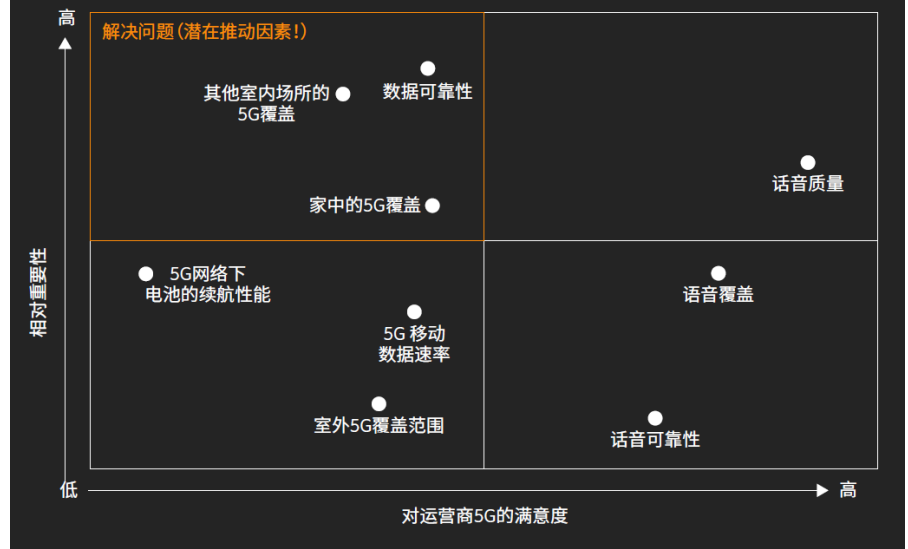 高
解决问题（潜在推动因素！）
数据可靠性
其他室内场所的
5G覆盖
话音质量
家中的5G覆盖
相对重要性
5G网络下
电池的续航性能
语音覆盖
5G 移动
数据速率
室外5G覆盖范围
话音可靠性
低
高
对运营商5G的满意度